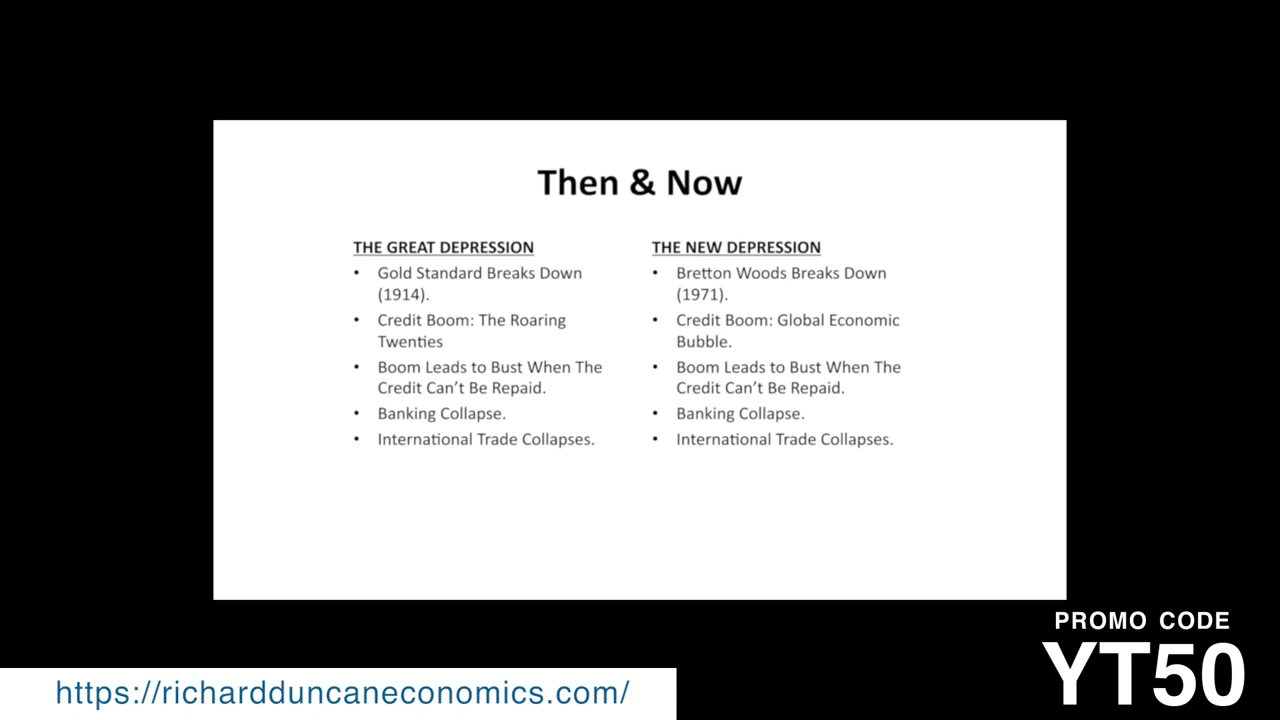 Then & Now
THE GREAT DEPRESSION
• Gold Standard Breaks Down
(1914).
• Credit Boom: The Roaring
Twenties
• Boom Leads to Bust When The
Credit Can't Be Repaid.
• Banking Collapse.
• International Trade Collapses.
THE NEW DEPRESSION
• Bretton Woods Breaks Down
(1971).
• Credit Boom: Global Economic
Bubble.
• Boom Leads to Bust When The
Credit Can't Be Repaid.
• Banking Collapse.
• International Trade Collapses.
PROMO CODE
YT50
https://richardduncaneconomics.com/